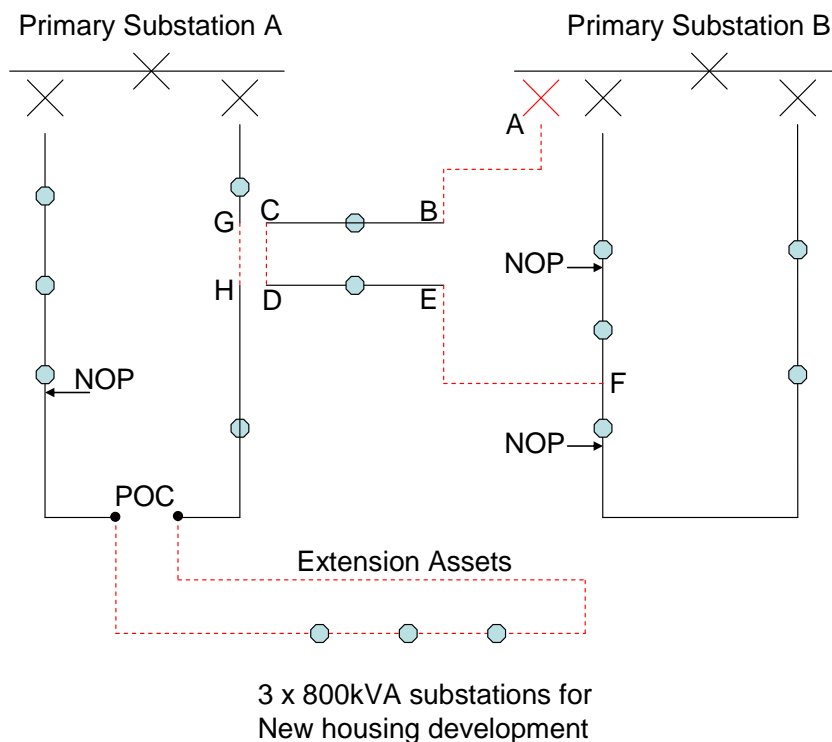 Primary Substation A
Primary Substation B
A
G
C
B
NOP
H
D
E
NOP
F
NOP
POC
Extension Assets
3 x 800kVA substations for
New housing development